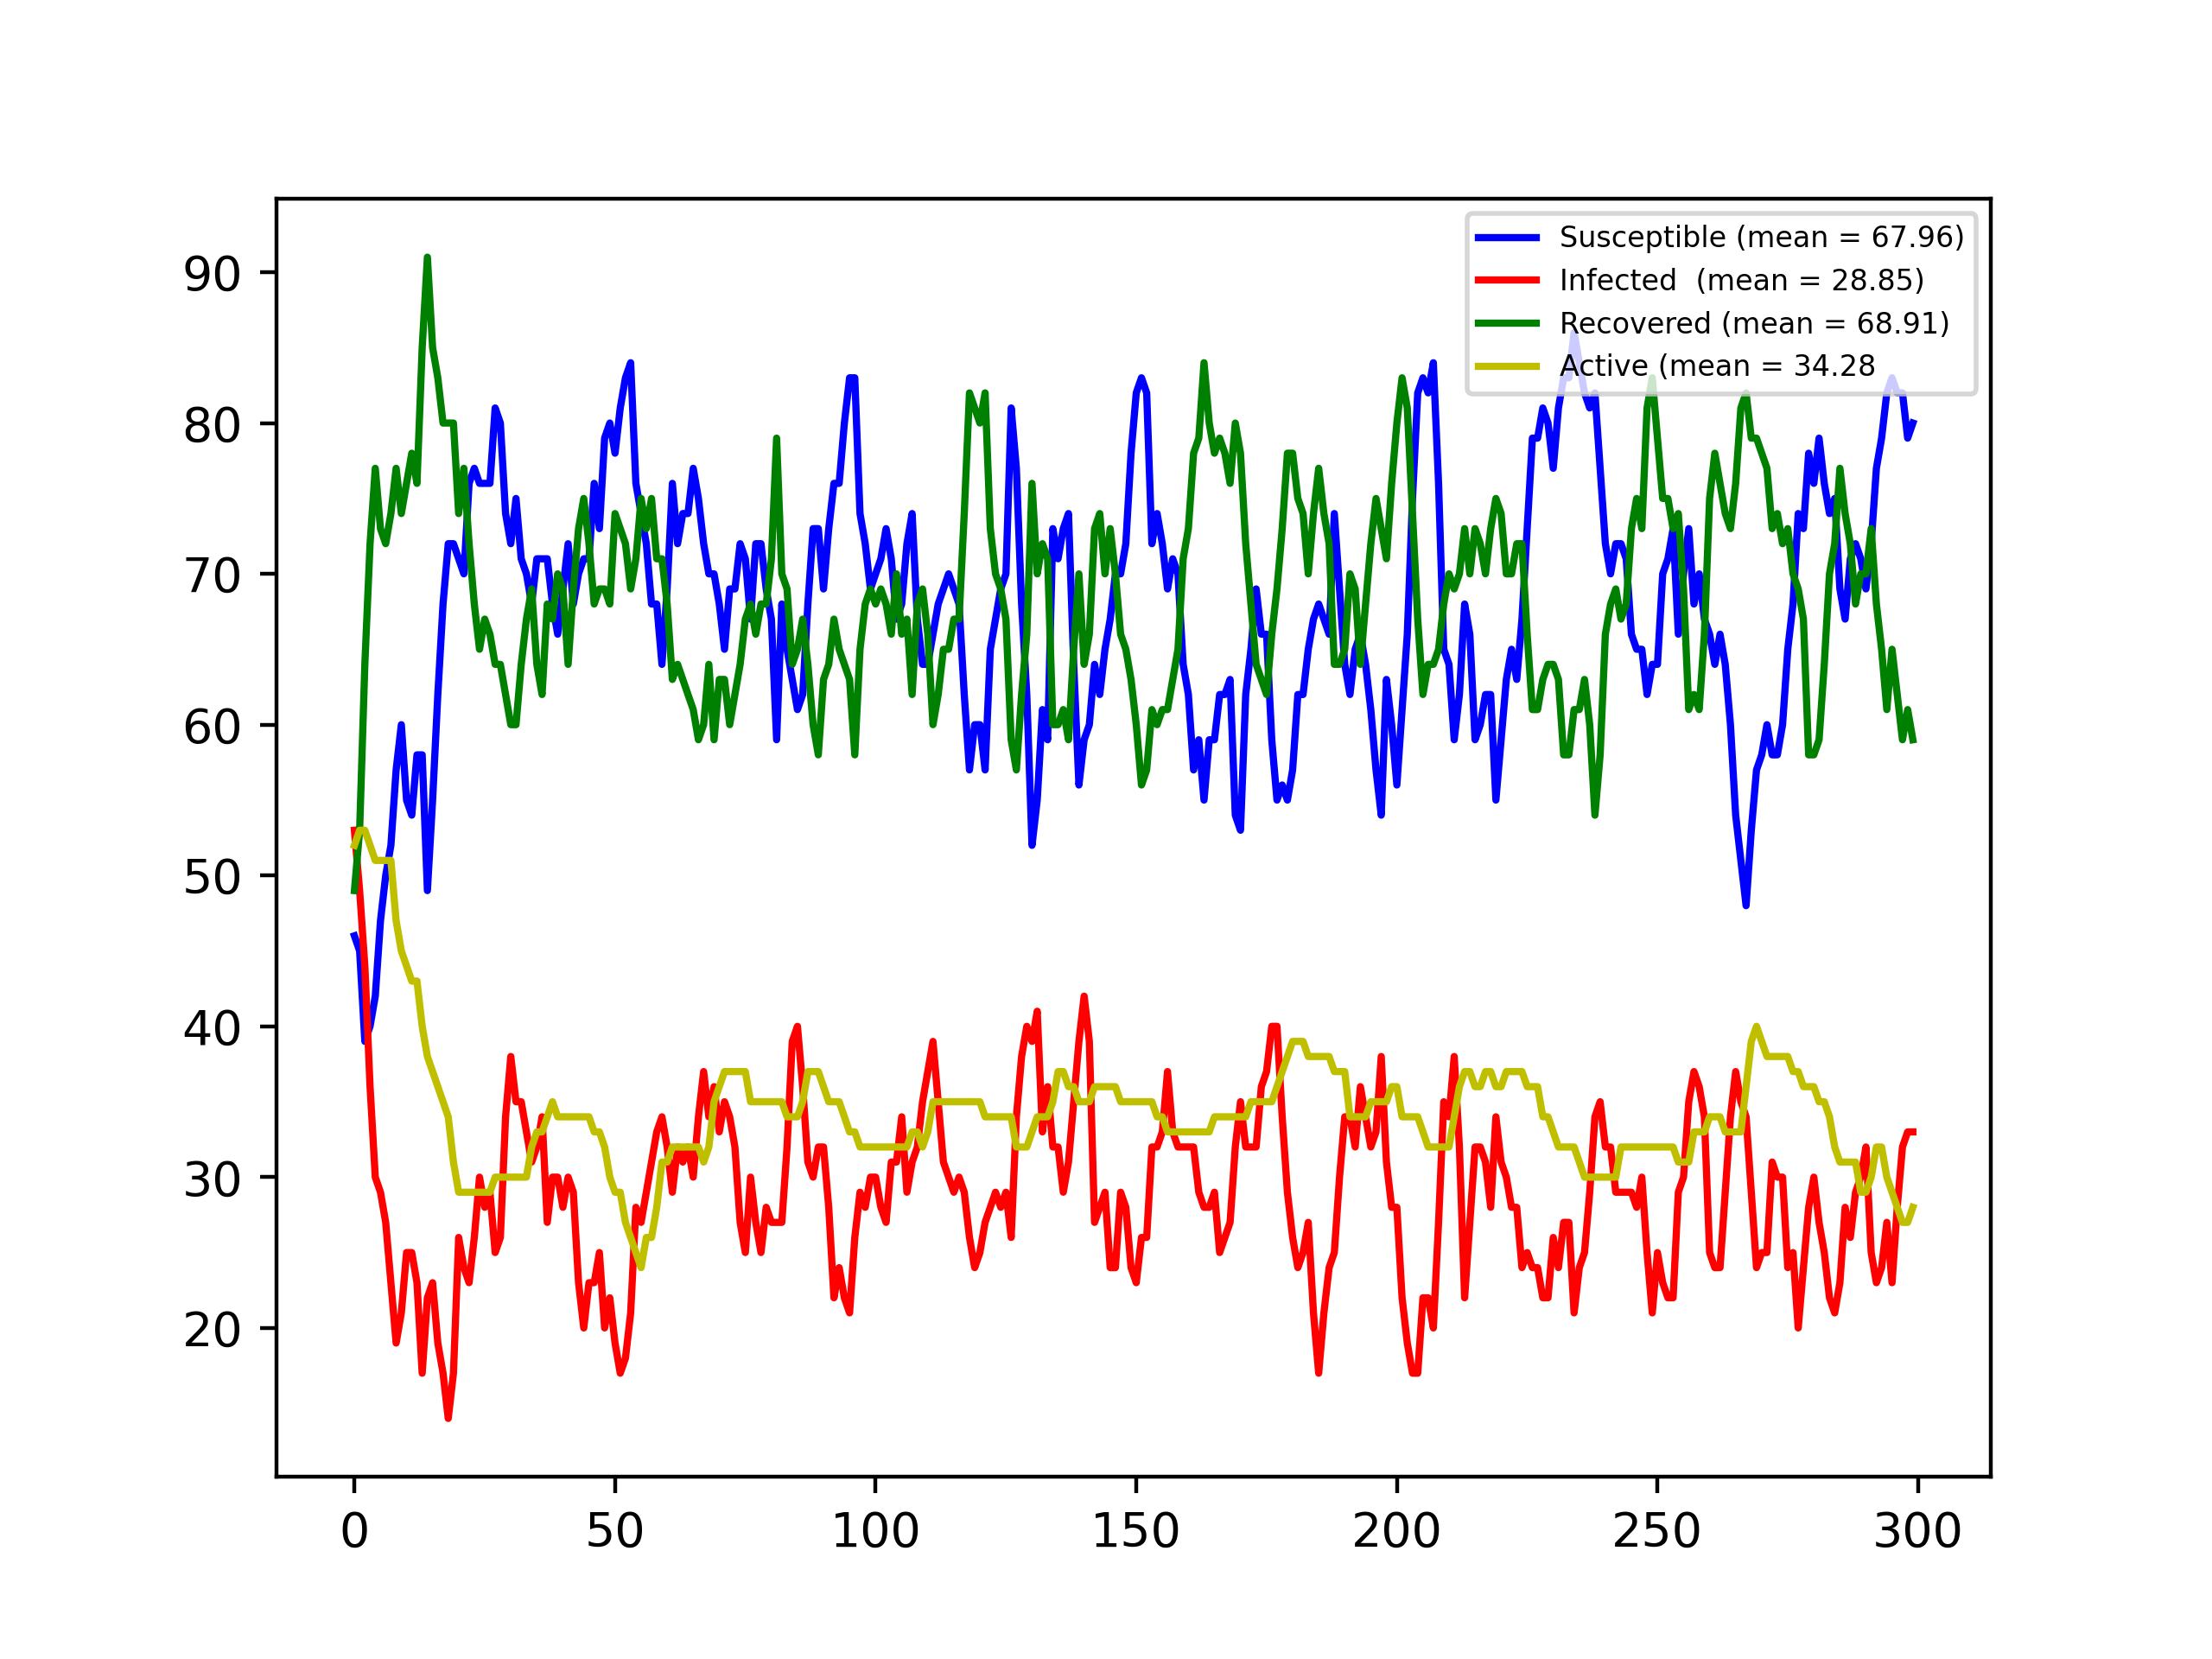 Susceptible (mean = 67.96)
Infected  (mean = 28.85)
Recovered (mean = 68.91)
Active (mean = 34.28
90
80
70
60
50
40
30
20
0 50 100 150 200 250 300